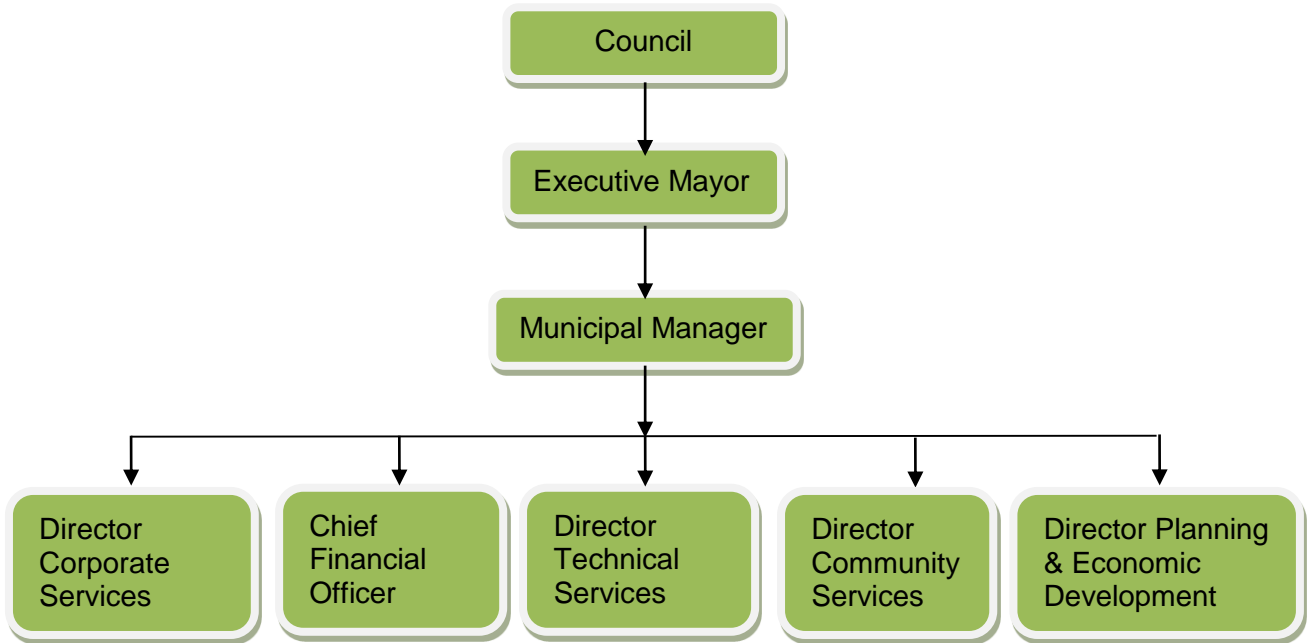 Council
Executive Mayor
Municipal Manager
Director
Corporate
Services
Chief
Financial
Officer
Director
Technical
Services
Director
Community
Services
Director Planning
& Economic
Development